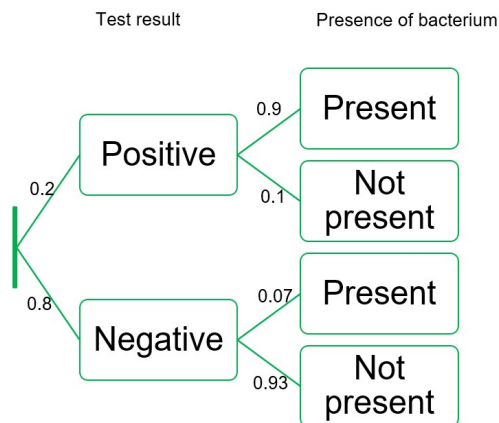 Test result
Presence of bacterium
0.2
0.8
Positive
0.9
Present
0.1
Not
present
Negative
0.07
Present
0.93
Not
present